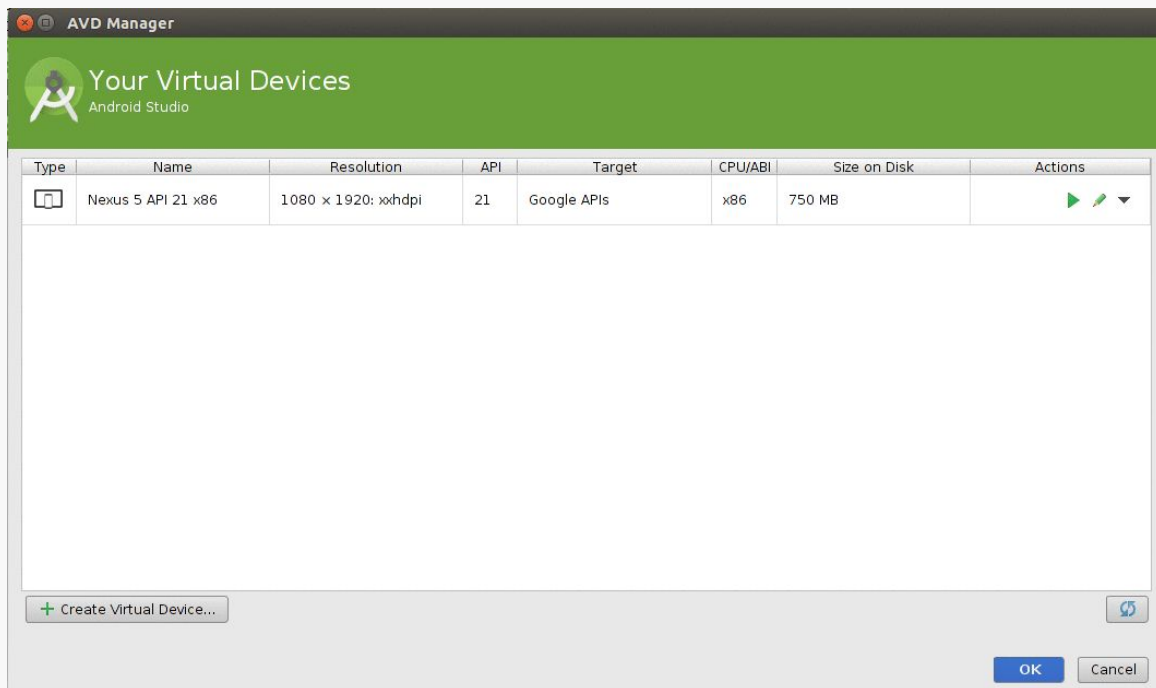 AVD Manager
Your Virtual Devices
Android Studio
Type Name Resolution API Target CPU/ABI Size on Disk Actions
Nexus 5 API 21 x86 1080 × 1920: xxhdpi 21 Google APIs x86 750 MB
Create Virtual Device...
OK Cancel